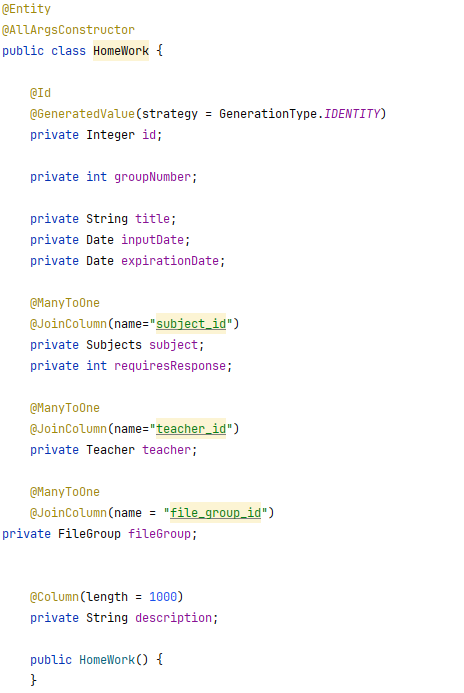 @Entity
@AllArgsConstructor
public class HomeWork {
@Id
@GeneratedValue(strategy = GenerationType.IDENTITY)
private Integer id;
private int groupNumber;
private String title;
private Date inputDate;
private Date expirationDate;
@ManyToOne
@JoinColumn(name="subject_id")
private Subjects subject;
private int requiresResponse;
@ManyToOne
@JoinColumn(name="teacher_id")
private Teacher teacher;
@ManyToOne
@JoinColumn(name = "file_group_id")
private FileGroup fileGroup;
@Column(length = 1000)
private String description;
public HomeWork() {
}